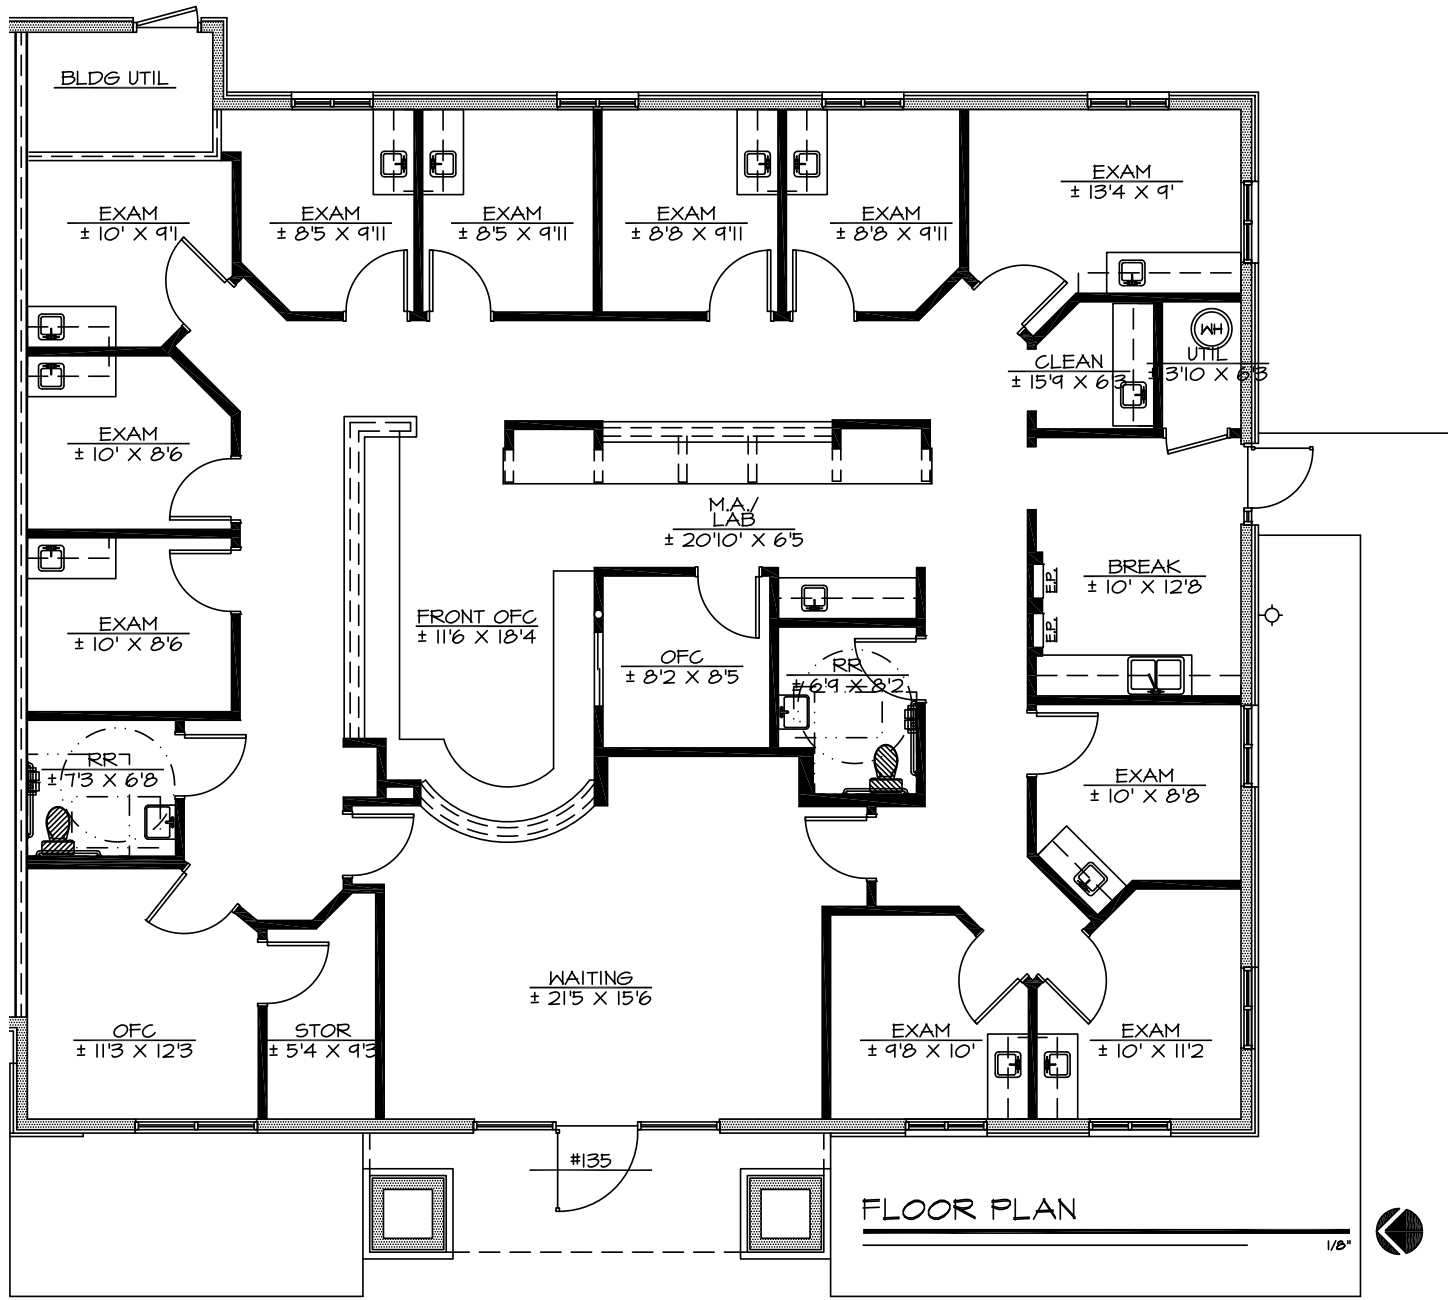 BLDG UTIL
EXAM
± 13'4 X 9'
EXAM
± 10' X 9'1
EXAM
± 8'5 X 9'11
EXAM
± 8'5 X 9'11
EXAM
± 8'8 X 9'11
EXAM
± 8'8 X 9'11
WH
UTIL
± 3'10 X 6'3
CLEAN
± 15'9 X 6'3
EXAM
± 10' X 8'6
M.A./
LAB
± 20'10' X 6'5
BREAK
± 10' X 12'8
E.P.
E.P.
FRONT OFC
± 11'6 X 18'4
EXAM
± 10' X 8'6
OFC
± 8'2 X 8'5
RR
± 6'9 X 8'2
RR
± 7'3 X 6'8
EXAM
± 10' X 8'8
WAITING
± 21'5 X 15'6
OFC
± 11'3 X 12'3
STOR
± 5'4 X 9'3
EXAM
± 9'8 X 10'
EXAM
± 10' X 11'2
#135
FLOOR PLAN
1/8"